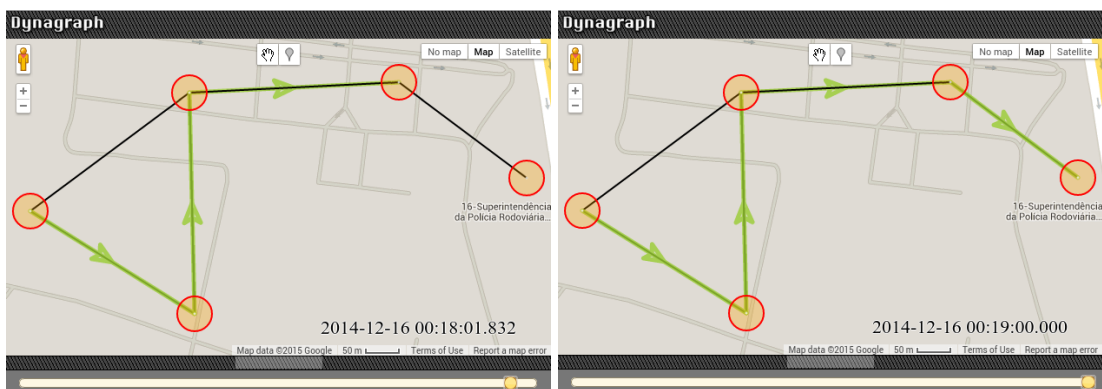 Dynagraph
No map Map Satellite
+
−
16-Superintendência
da Polícia Rodoviária...
2014-12-16 00:18:01.832
Map data ©2015 Google 50 m Terms of Use Report a map error
Dynagraph
No map Map Satellite
+
−
16-Superintendência
da Polícia Rodoviária...
2014-12-16 00:19:00.000
Map data ©2015 Google 50 m Terms of Use Report a map error